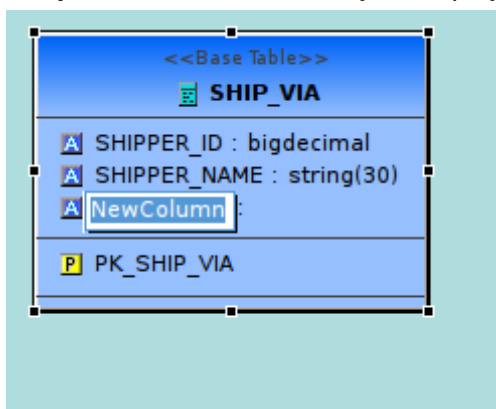 <<Base Table>>
SHIP_VIA
A SHIPPER_ID : bigdecimal
A SHIPPER_NAME : string(30)
A NewColumn :
P PK_SHIP_VIA